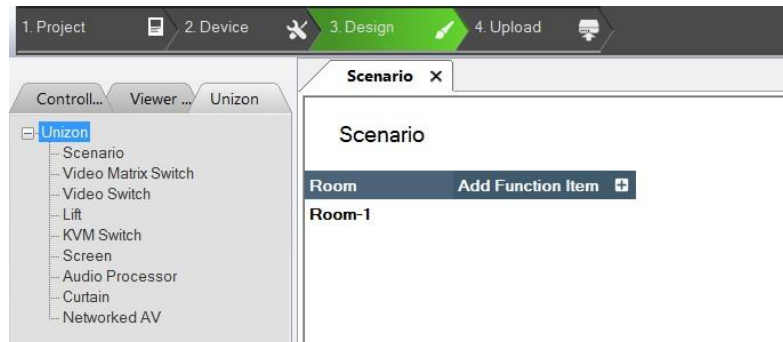 1. Project 2. Device 3. Design 4. Upload
Scenario X
Controll... Viewer ... Unizon
Unizon
Scenario
Video Matrix Switch
Video Switch
Lift
KVM Switch
Screen
Audio Processor
Curtain
Networked AV
Scenario
Room Add Function Item
Room-1